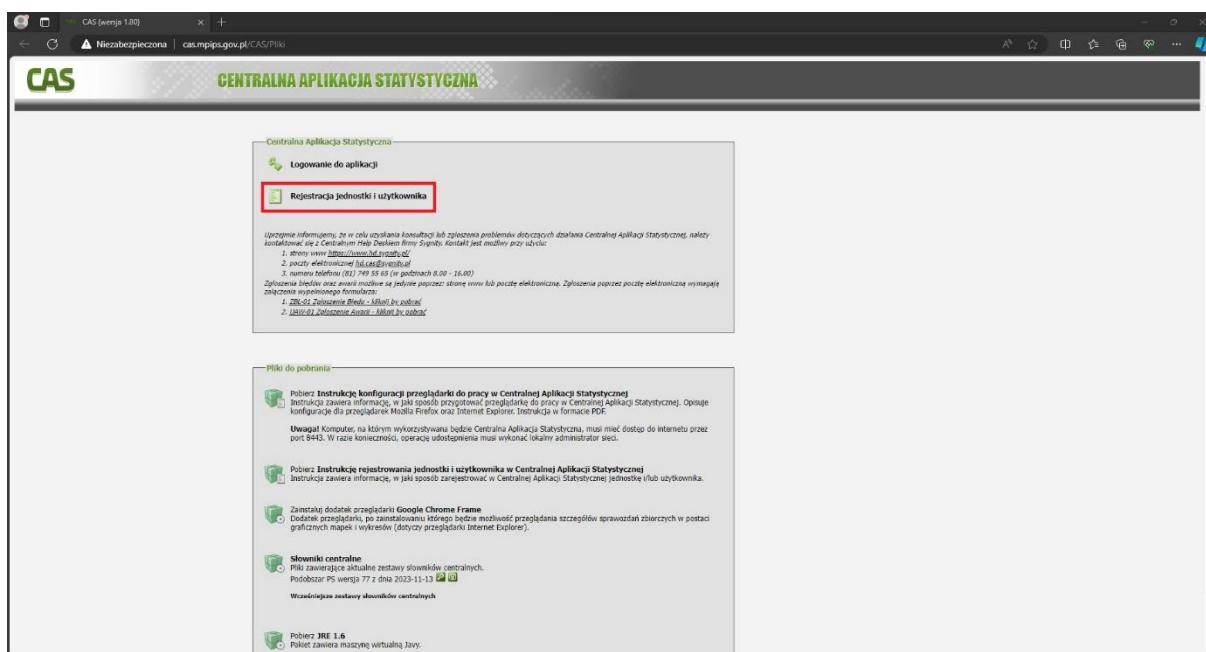 CAS (wersja 1.80)
Niezabezpieczona | cas.mpips.gov.pl/CAS/Pliki
CAS CENTRALNA APLIKACJA STATYSTYCZNA
Centralna Aplikacja Statystyczna
Logowanie do aplikacji
Rejestracja jednostki i użytkownika
Uprzejmie informujemy, że w celu uzyskania konsultacji lub zgłoszenia problemów dotyczących działania Centralnej Aplikacji Statystycznej, należy
kontaktować się z Centralnym Help Deskiem firmy Sygnity. Kontakt jest możliwy przy użyciu:
1. strony www https://www.hd.sygnity.pl/
2. poczty elektronicznej hd.cas@sygnity.pl
3. numeru telefonu (81) 749 55 65 (w godzinach 8.00 - 16.00)
Zgłoszenia błędów oraz awarii możliwe są jedynie poprzez: stronę www lub pocztę elektroniczną. Zgłoszenia poprzez pocztę elektroniczną wymagają
załączenia wypełnionego formularza:
1. ZBŁ-01 Zgłoszenie Błędu - kliknij by pobrać
2. UAW-01 Zgłoszenie Awarii - kliknij by pobrać
Pliki do pobrania
Pobierz Instrukcję konfiguracji przeglądarki do pracy w Centralnej Aplikacji Statystycznej
Instrukcja zawiera informację, w jaki sposób przygotować przeglądarkę do pracy w Centralnej Aplikacji Statystycznej. Opisuje
konfigurację dla przeglądarek Mozilla Firefox oraz Internet Explorer. Instrukcja w formacie PDF.
Uwaga! Komputer, na którym wykorzystywana będzie Centralna Aplikacja Statystyczna, musi mieć dostęp do internetu przez
port 8443. W razie konieczności, operację udostępnienia musi wykonać lokalny administrator sieci.
Pobierz Instrukcję rejestrowania jednostki i użytkownika w Centralnej Aplikacji Statystycznej
Instrukcja zawiera informację, w jaki sposób zarejestrować w Centralnej Aplikacji Statystycznej jednostkę i/lub użytkownika.
Zainstaluj dodatek przeglądarki Google Chrome Frame
Dodatek przeglądarki, po zainstalowaniu którego będzie możliwość przeglądania szczegółów sprawozdań zbiorczych w postaci
graficznych mapek i wykresów (dotyczy przeglądarki Internet Explorer).
Słowniki centralne
Pliki zawierające aktualne zestawy słowników centralnych.
Podobszar PS wersja 77 z dnia 2023-11-13
Wcześniejsze zestawy słowników centralnych
Pobierz JRE 1.6
Pakiet zawiera maszynę wirtualną Javy.